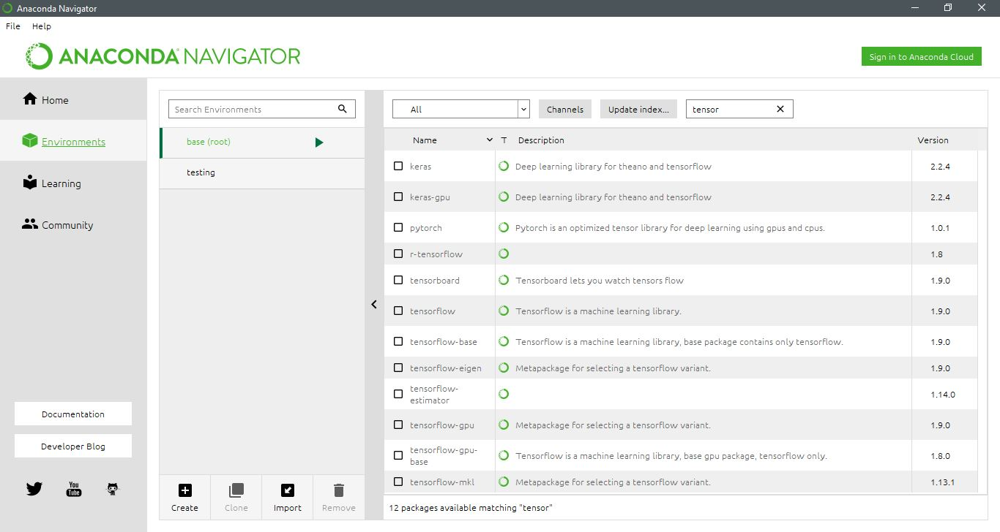 Anaconda Navigator
File Help
ANACONDA NAVIGATOR
Sign in to Anaconda Cloud
Home
Environments
Learning
Community
Documentation
Developer Blog
You Tube
Search Environments
base (root)
testing
Create Clone Import Remove
All Channels Update index... tensor
Name T Description Version
keras Deep learning library for theano and tensorflow 2.2.4
keras-gpu Deep learning library for theano and tensorflow 2.2.4
pytorch Pytorch is an optimized tensor library for deep learning using gpus and cpus. 1.0.1
r-tensorflow 1.8
tensorboard Tensorboard lets you watch tensors flow 1.9.0
tensorflow Tensorflow is a machine learning library. 1.9.0
tensorflow-base Tensorflow is a machine learning library, base package contains only tensorflow. 1.9.0
tensorflow-eigen Metapackage for selecting a tensorflow variant. 1.9.0
tensorflow-
estimator 1.14.0
tensorflow-gpu Metapackage for selecting a tensorflow variant. 1.9.0
tensorflow-gpu-
base Tensorflow is a machine learning library, base gpu package, tensorflow only. 1.8.0
tensorflow-mkl Metapackage for selecting a tensorflow variant. 1.13.1
12 packages available matching "tensor"